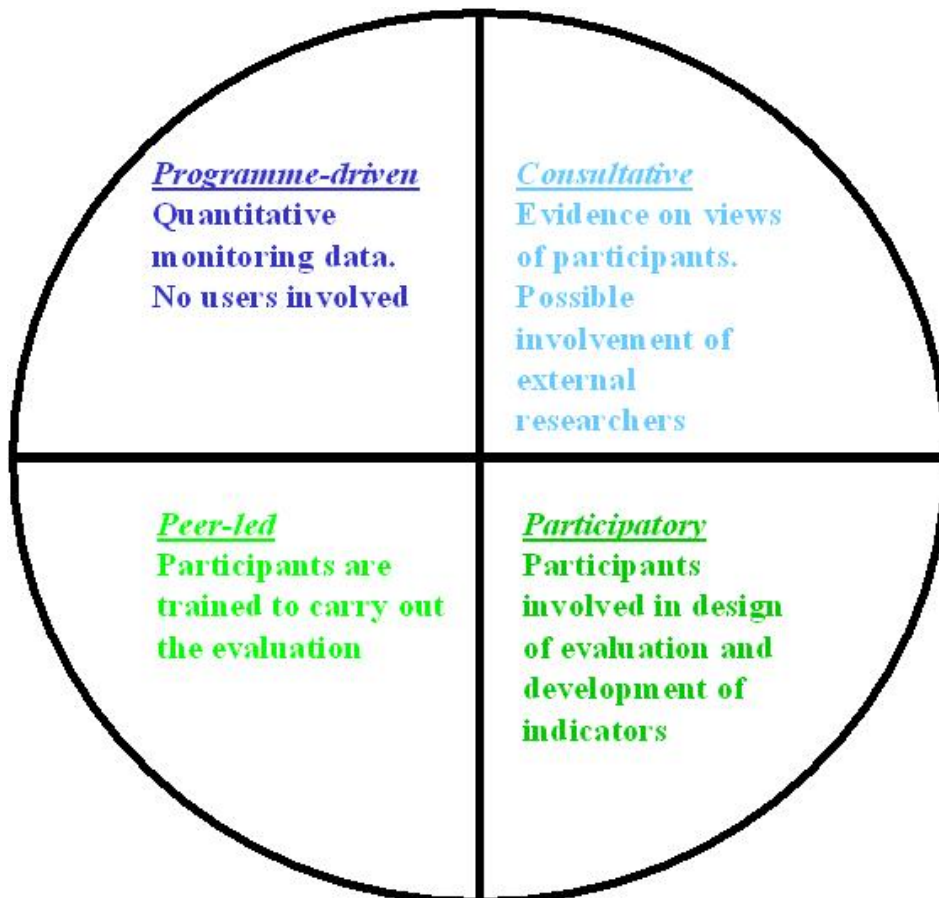 Programme-driven
Quantitative
monitoring data.
No users involved
Consultative
Evidence on views
of participants.
Possible
involvement of
external
researchers
Peer-led
Participants are
trained to carry out
the evaluation
Participatory
Participants
involved in design
of evaluation and
development of
indicators